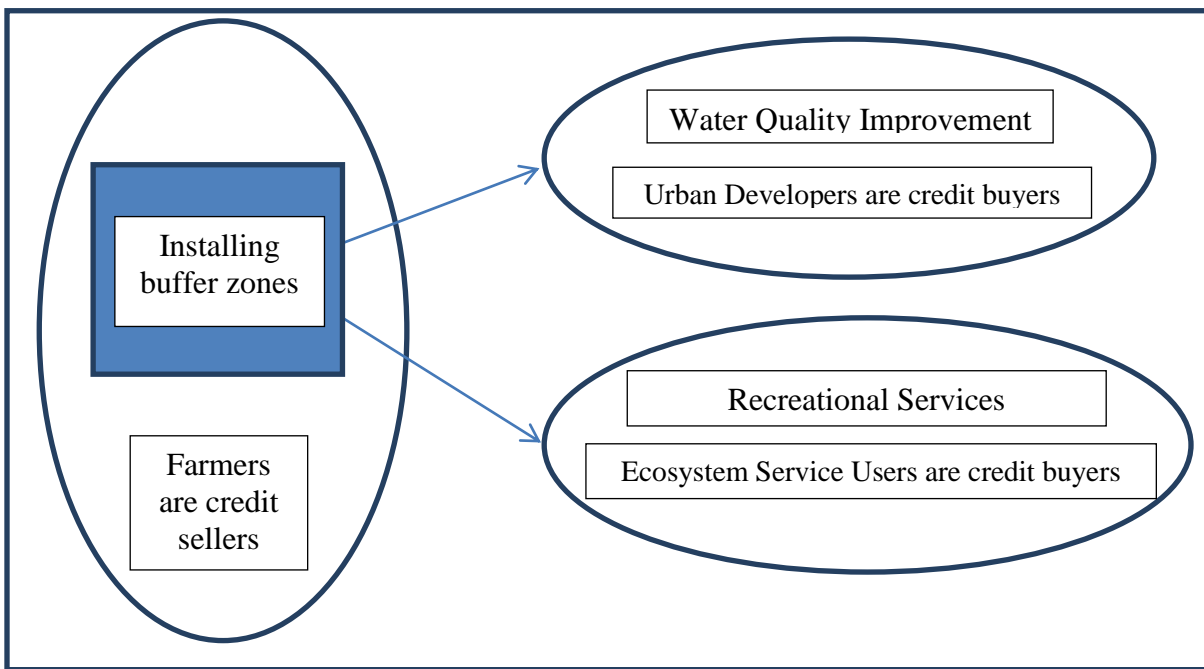 Installing
buffer zones
Farmers
are credit
sellers
Water Quality Improvement
Urban Developers are credit buyers
Recreational Services
Ecosystem Service Users are credit buyers